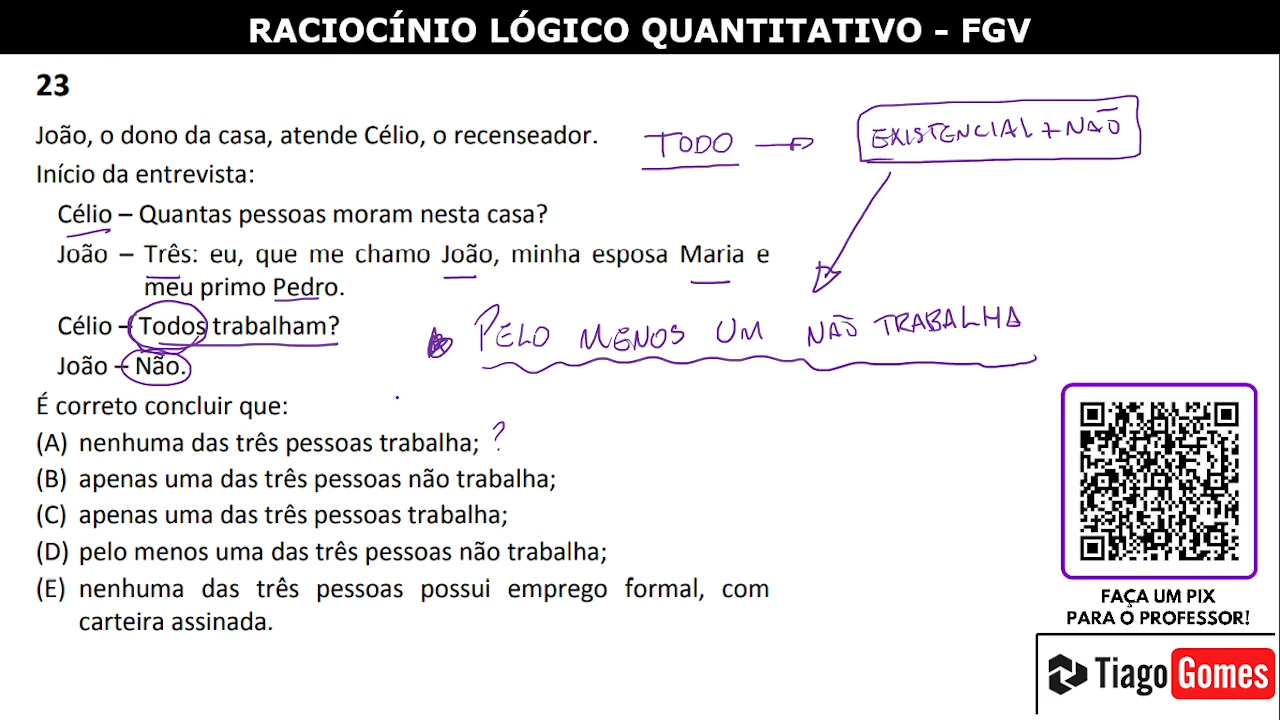 RACIOCÍNIO LÓGICO QUANTITATIVO - FGV
23
João, o dono da casa, atende Célio, o recenseador.
TODO
EXISTENCIAL + NÃO
Início da entrevista:
Célio – Quantas pessoas moram nesta casa?
João – Três: eu, que me chamo João, minha esposa Maria e
meu primo Pedro.
Célio – Todos trabalham?
PELO MENOS UM NÃO TRABALHA
João – Não.
É correto concluir que:
(A) nenhuma das três pessoas trabalha; ?
(B) apenas uma das três pessoas não trabalha;
(C) apenas uma das três pessoas trabalha;
(D) pelo menos uma das três pessoas não trabalha;
(E) nenhuma das três pessoas possui emprego formal, com
carteira assinada.
FAÇA UM PIX
PARA O PROFESSOR!
Tiago Gomes